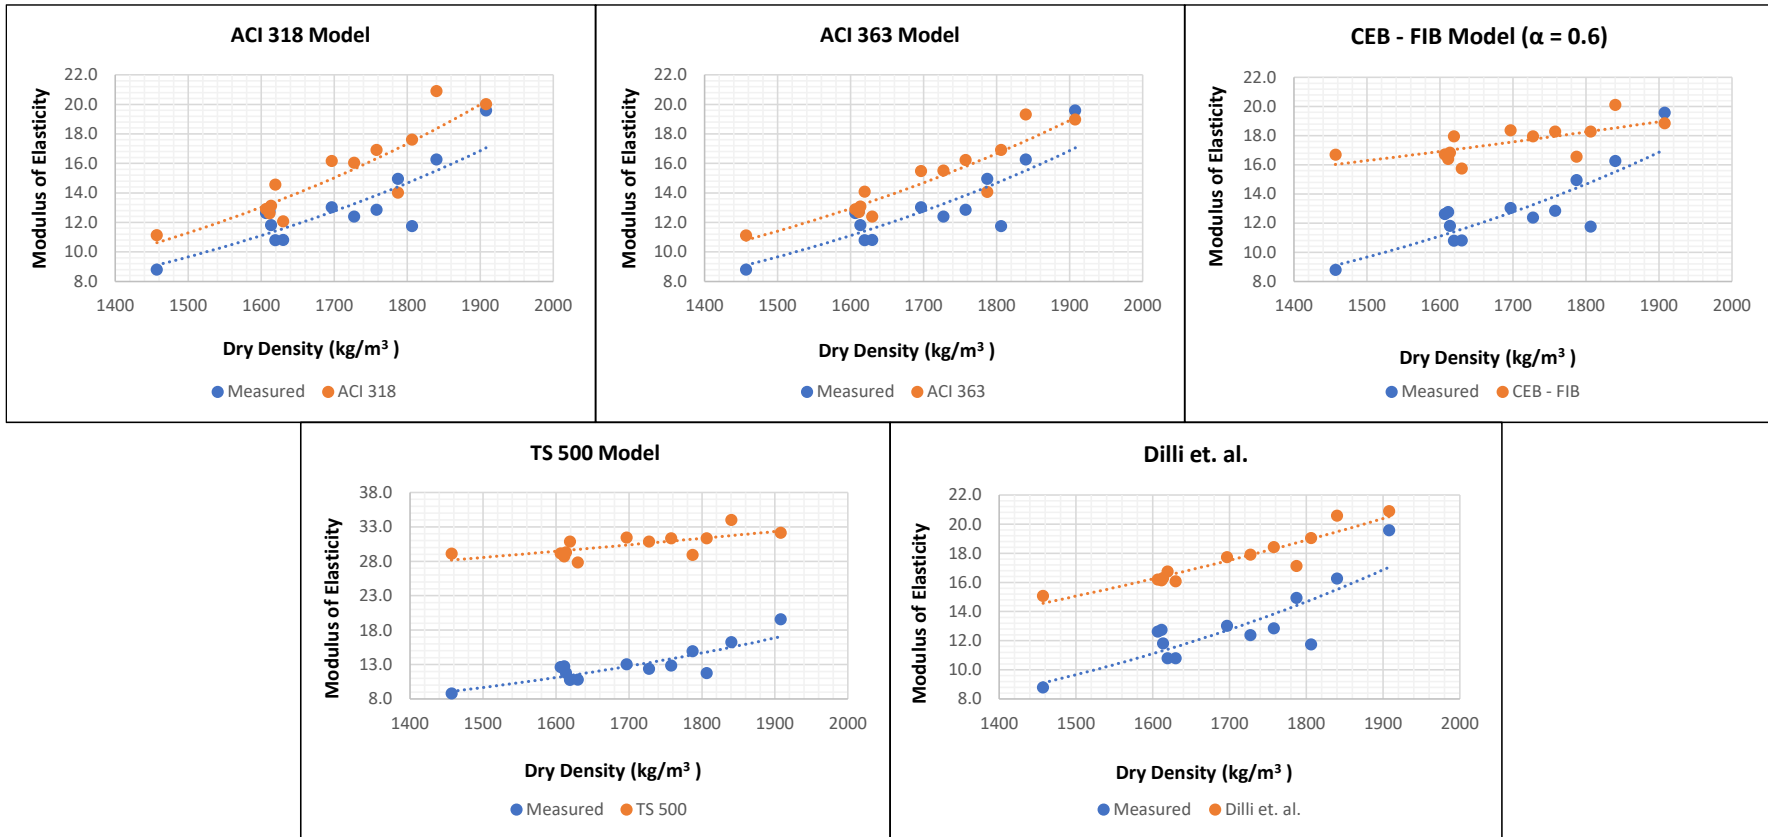 ACI 318 Model
22.0
20.0
18.0
16.0
14.0
12.0
10.0
8.0
1400 1500 1600 1700 1800 1900 2000
Modulus of Elasticity
Dry Density (kg/m³ )
Measured ACI 318
ACI 363 Model
22.0
20.0
18.0
16.0
14.0
12.0
10.0
8.0
1400 1500 1600 1700 1800 1900 2000
Modulus of Elasticity
Dry Density (kg/m³ )
Measured ACI 363
CEB - FIB Model (α = 0.6)
22.0
20.0
18.0
16.0
14.0
12.0
10.0
8.0
1400 1500 1600 1700 1800 1900 2000
Modulus of Elasticity
Dry Density (kg/m³ )
Measured CEB - FIB
TS 500 Model
38.0
33.0
28.0
23.0
18.0
13.0
8.0
1400 1500 1600 1700 1800 1900 2000
Modulus of Elasticity
Dry Density (kg/m³ )
Measured TS 500
Dilli et. al.
22.0
20.0
18.0
16.0
14.0
12.0
10.0
8.0
1400 1500 1600 1700 1800 1900 2000
Modulus of Elasticity
Dry Density (kg/m³ )
Measured Dilli et. al.